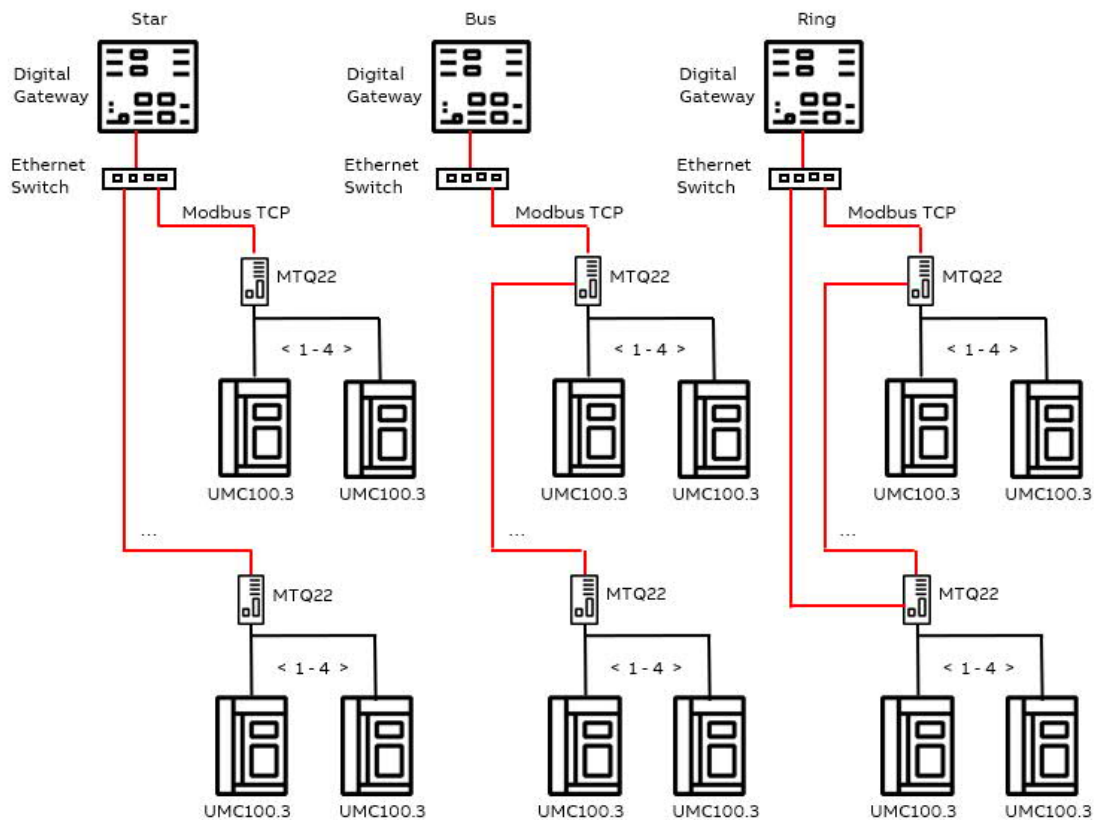 Star
Bus
Ring
Digital
Gateway
Digital
Gateway
Digital
Gateway
Ethernet
Switch
Ethernet
Switch
Ethernet
Switch
Modbus TCP
Modbus TCP
Modbus TCP
MTQ22
MTQ22
MTQ22
< 1 - 4 >
< 1 - 4 >
< 1 - 4 >
UMC100.3
UMC100.3
UMC100.3
UMC100.3
UMC100.3
UMC100.3
...
...
...
MTQ22
MTQ22
MTQ22
< 1 - 4 >
< 1 - 4 >
< 1 - 4 >
UMC100.3
UMC100.3
UMC100.3
UMC100.3
UMC100.3
UMC100.3